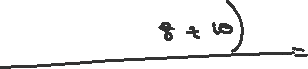 8 + 10)
=